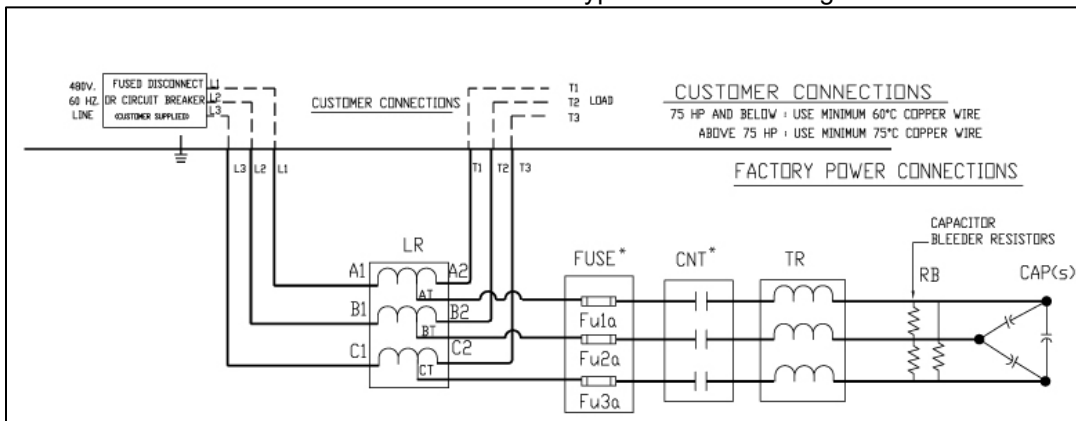 480V. FUSED DISCONNECT L1
60 HZ. OR CIRCUIT BREAKER L2
LINE (CUSTOMER SUPPLIED) L3
CUSTOMER CONNECTIONS
T1
T2 LOAD
T3
CUSTOMER CONNECTIONS
75 HP AND BELOW : USE MINIMUM 60°C COPPER WIRE
ABOVE 75 HP : USE MINIMUM 75°C COPPER WIRE
L3 L2 L1
T1 T2 T3
FACTORY POWER CONNECTIONS
LR
A1 A2
AT
B1 B2
BT
C1 C2
CT
FUSE*
Fu1a
Fu2a
Fu3a
CNT*
TR
CAPACITOR
BLEEDER RESISTORS
RB
CAP(s)